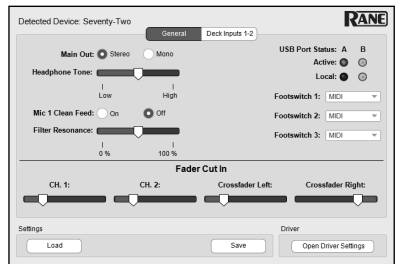 Detected Device: Seventy-Two
RANE
General
Deck Inputs 1-2
Main Out: Stereo Mono
Headphone Tone:
Low High
Mic 1 Clean Feed: On Off
Filter Resonance:
0 % 100 %
USB Port Status: A B
Active:
Local:
Footswitch 1: MIDI
Footswitch 2: MIDI
Footswitch 3: MIDI
Fader Cut In
CH. 1: CH. 2: Crossfader Left: Crossfader Right:
Settings
Load
Save
Driver
Open Driver Settings